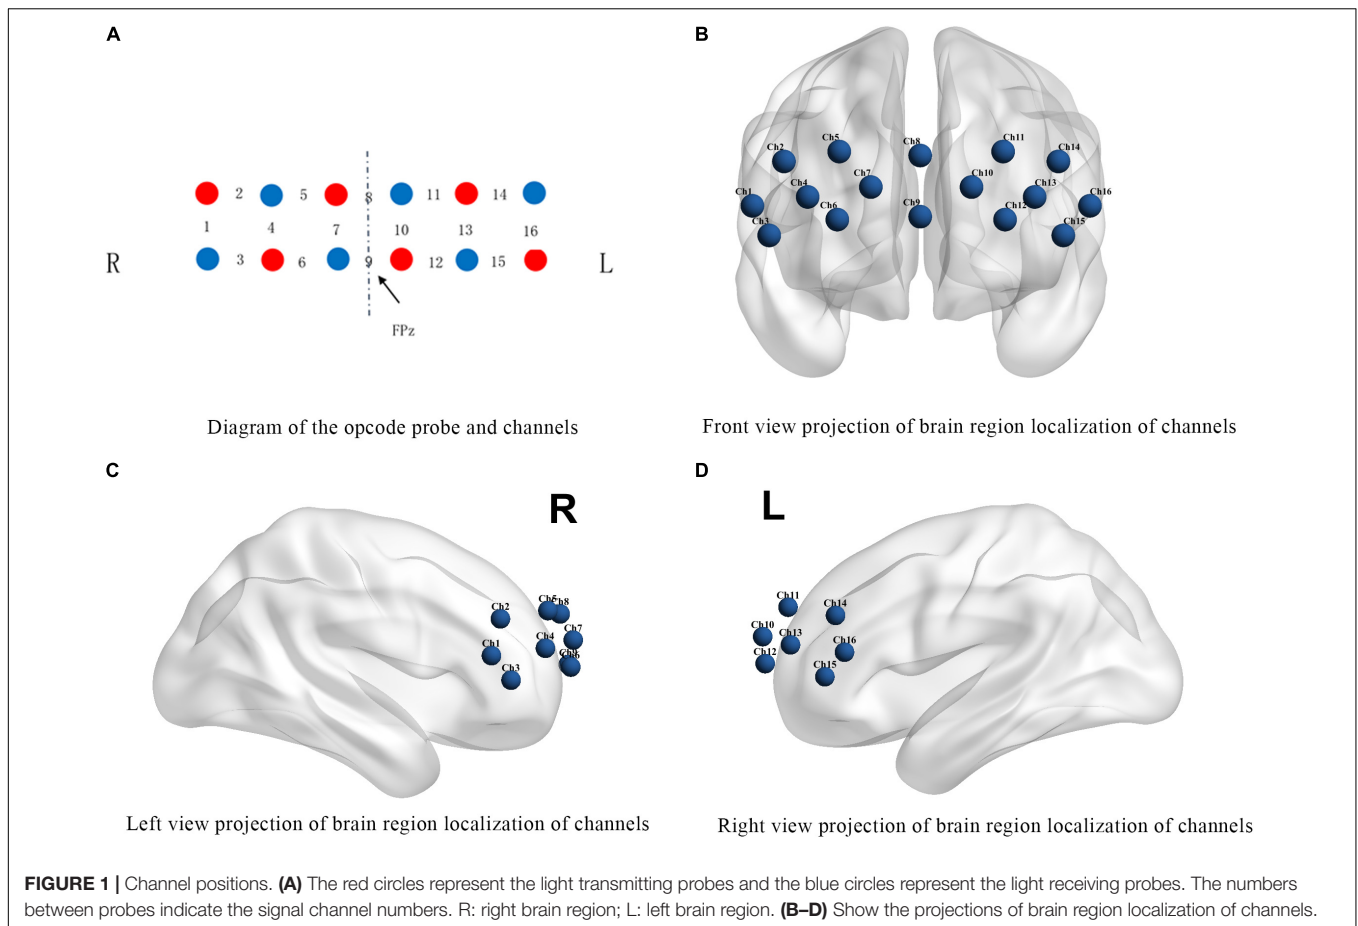 A
2 5 8 11 14
1 4 7 10 13 16
R 3 6 9 12 15 L
FPz
Diagram of the opcode probe and channels
B
Ch5 Ch8 Ch11
Ch2 Ch14
Ch4 Ch7 Ch10 Ch13
Ch1 Ch16
Ch6 Ch9 Ch12
Ch3 Ch15
Front view projection of brain region localization of channels
C
R
Ch2 Ch5 Ch8
Ch1 Ch4 Ch7
Ch3
Left view projection of brain region localization of channels
D
L
Ch11 Ch14
Ch10 Ch13 Ch16
Ch12 Ch15
Right view projection of brain region localization of channels
FIGURE 1 | Channel positions. (A) The red circles represent the light transmitting probes and the blue circles represent the light receiving probes. The numbers
between probes indicate the signal channel numbers. R: right brain region; L: left brain region. (B–D) Show the projections of brain region localization of channels.